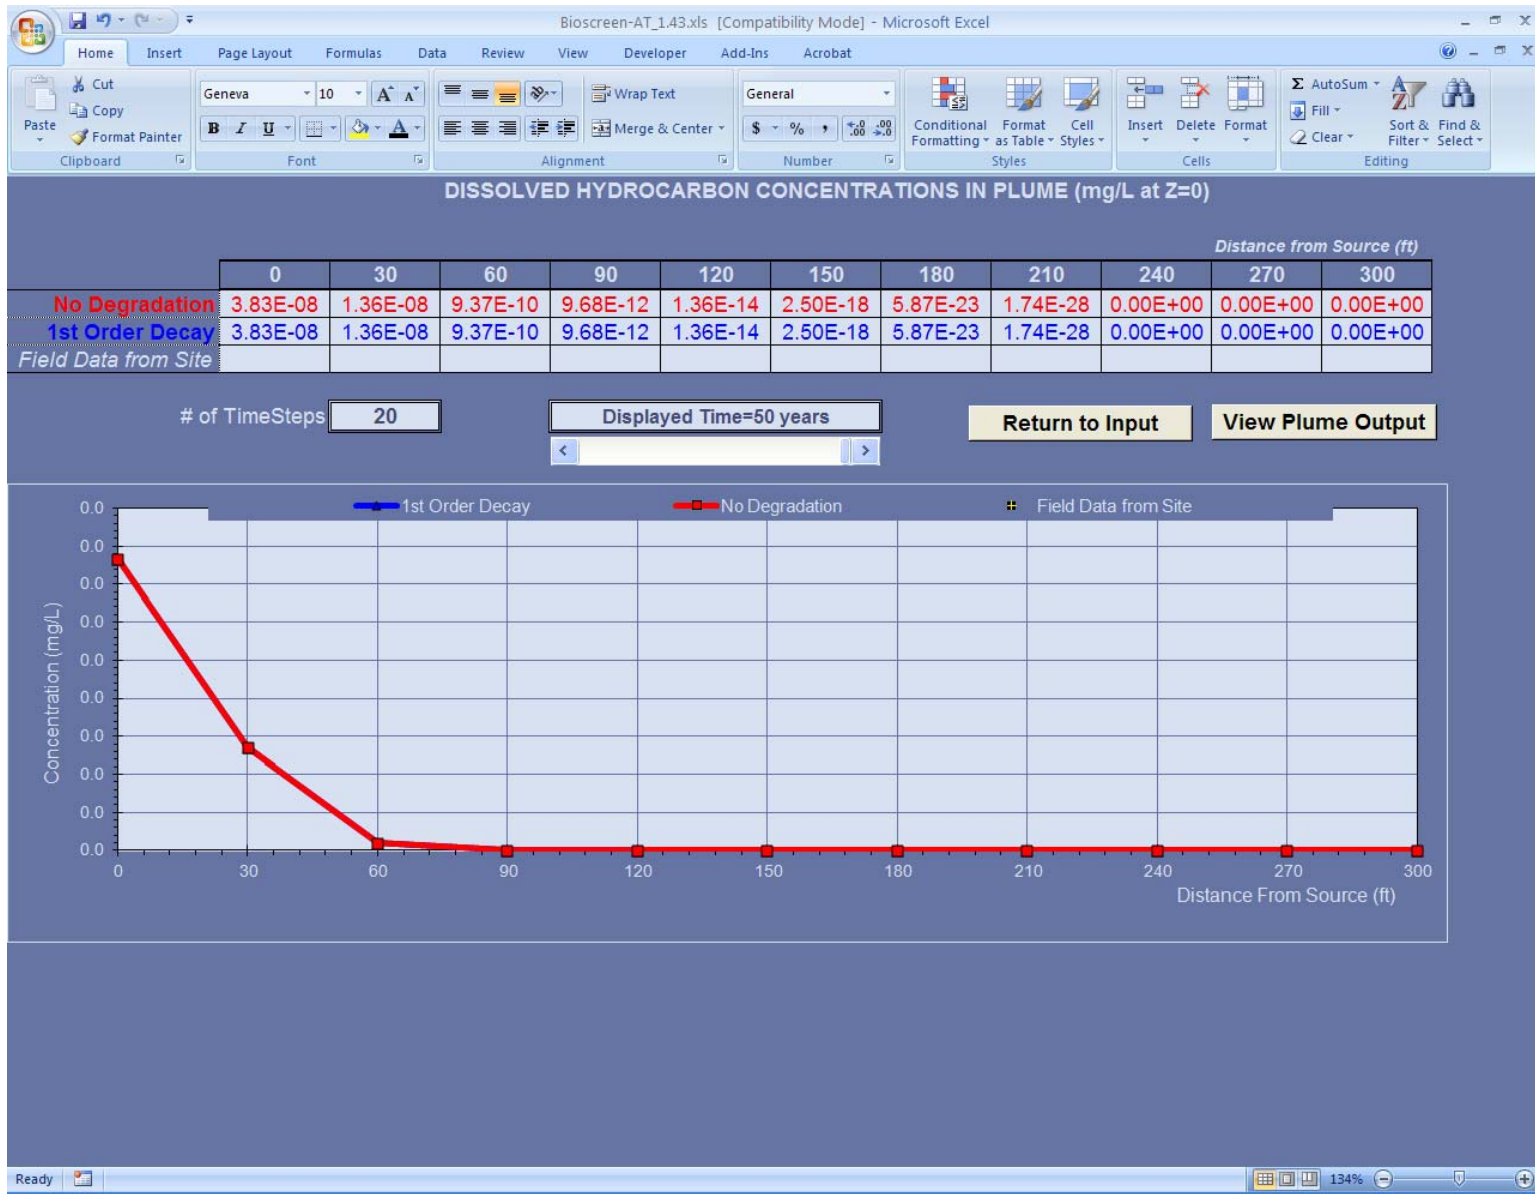 Bioscreen-AT_1.43.xls [Compatibility Mode] - Microsoft Excel
Home Insert Page Layout Formulas Data Review View Developer Add-Ins Acrobat
Paste
Cut
Copy
Format Painter
Clipboard
Geneva 10 A A
B I U A
Font
Wrap Text
Merge & Center
Alignment
General
$ % , .0 .00 .00 .0
Number
Conditional Formatting
Format as Table
Cell Styles
Styles
Insert Delete Format
Cells
Σ AutoSum
Fill
Clear
Sort & Filter
Find & Select
Editing
DISSOLVED HYDROCARBON CONCENTRATIONS IN PLUME (mg/L at Z=0)
Distance from Source (ft)
0 30 60 90 120 150 180 210 240 270 300
No Degradation 3.83E-08 1.36E-08 9.37E-10 9.68E-12 1.36E-14 2.50E-18 5.87E-23 1.74E-28 0.00E+00 0.00E+00 0.00E+00
1st Order Decay 3.83E-08 1.36E-08 9.37E-10 9.68E-12 1.36E-14 2.50E-18 5.87E-23 1.74E-28 0.00E+00 0.00E+00 0.00E+00
Field Data from Site
# of TimeSteps 20 Displayed Time=50 years Return to Input View Plume Output
1st Order Decay No Degradation Field Data from Site
0.0
0.0
0.0
0.0
0.0
0.0
0.0
0.0
0.0
0.0
Concentration (mg/L)
0 30 60 90 120 150 180 210 240 270 300
Distance From Source (ft)
Ready 134%